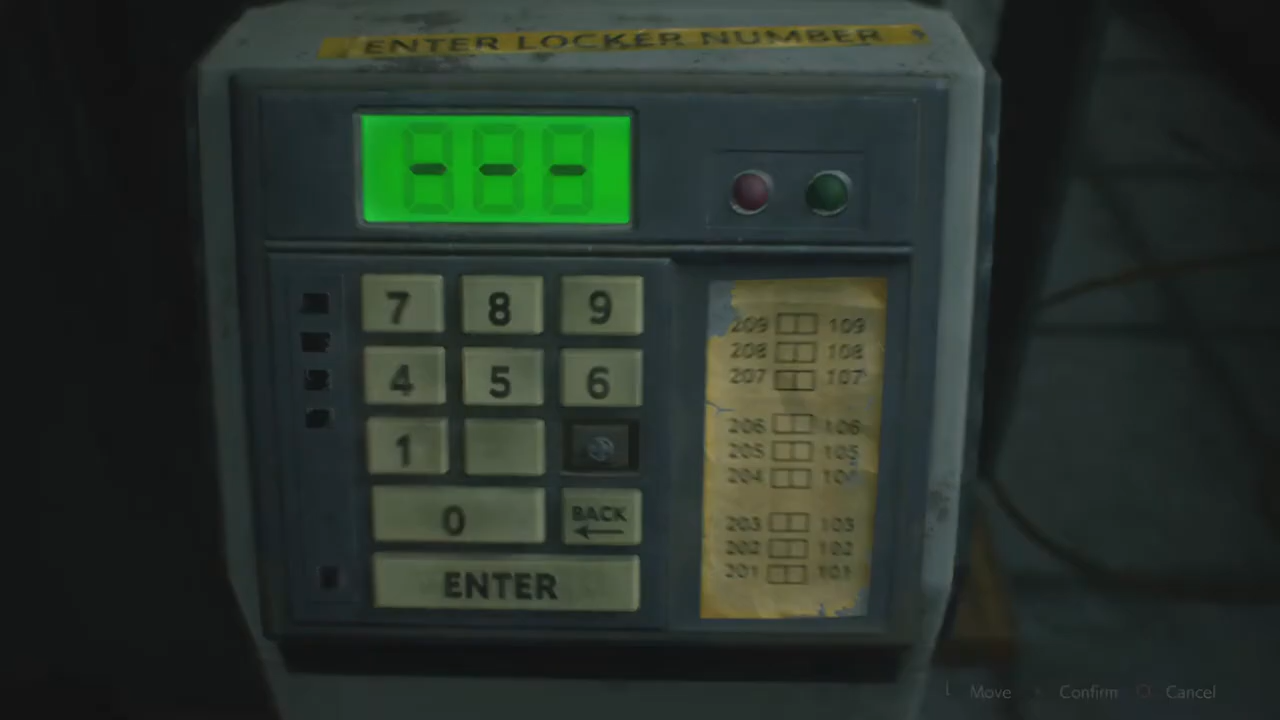 ENTER LOCKER NUMBER
- - -
7 8 9
4 5 6
1
0 BACK
ENTER
209 109
208 108
207 107
206 106
205 105
204
203 103
202 102
201 101
Move Confirm Cancel